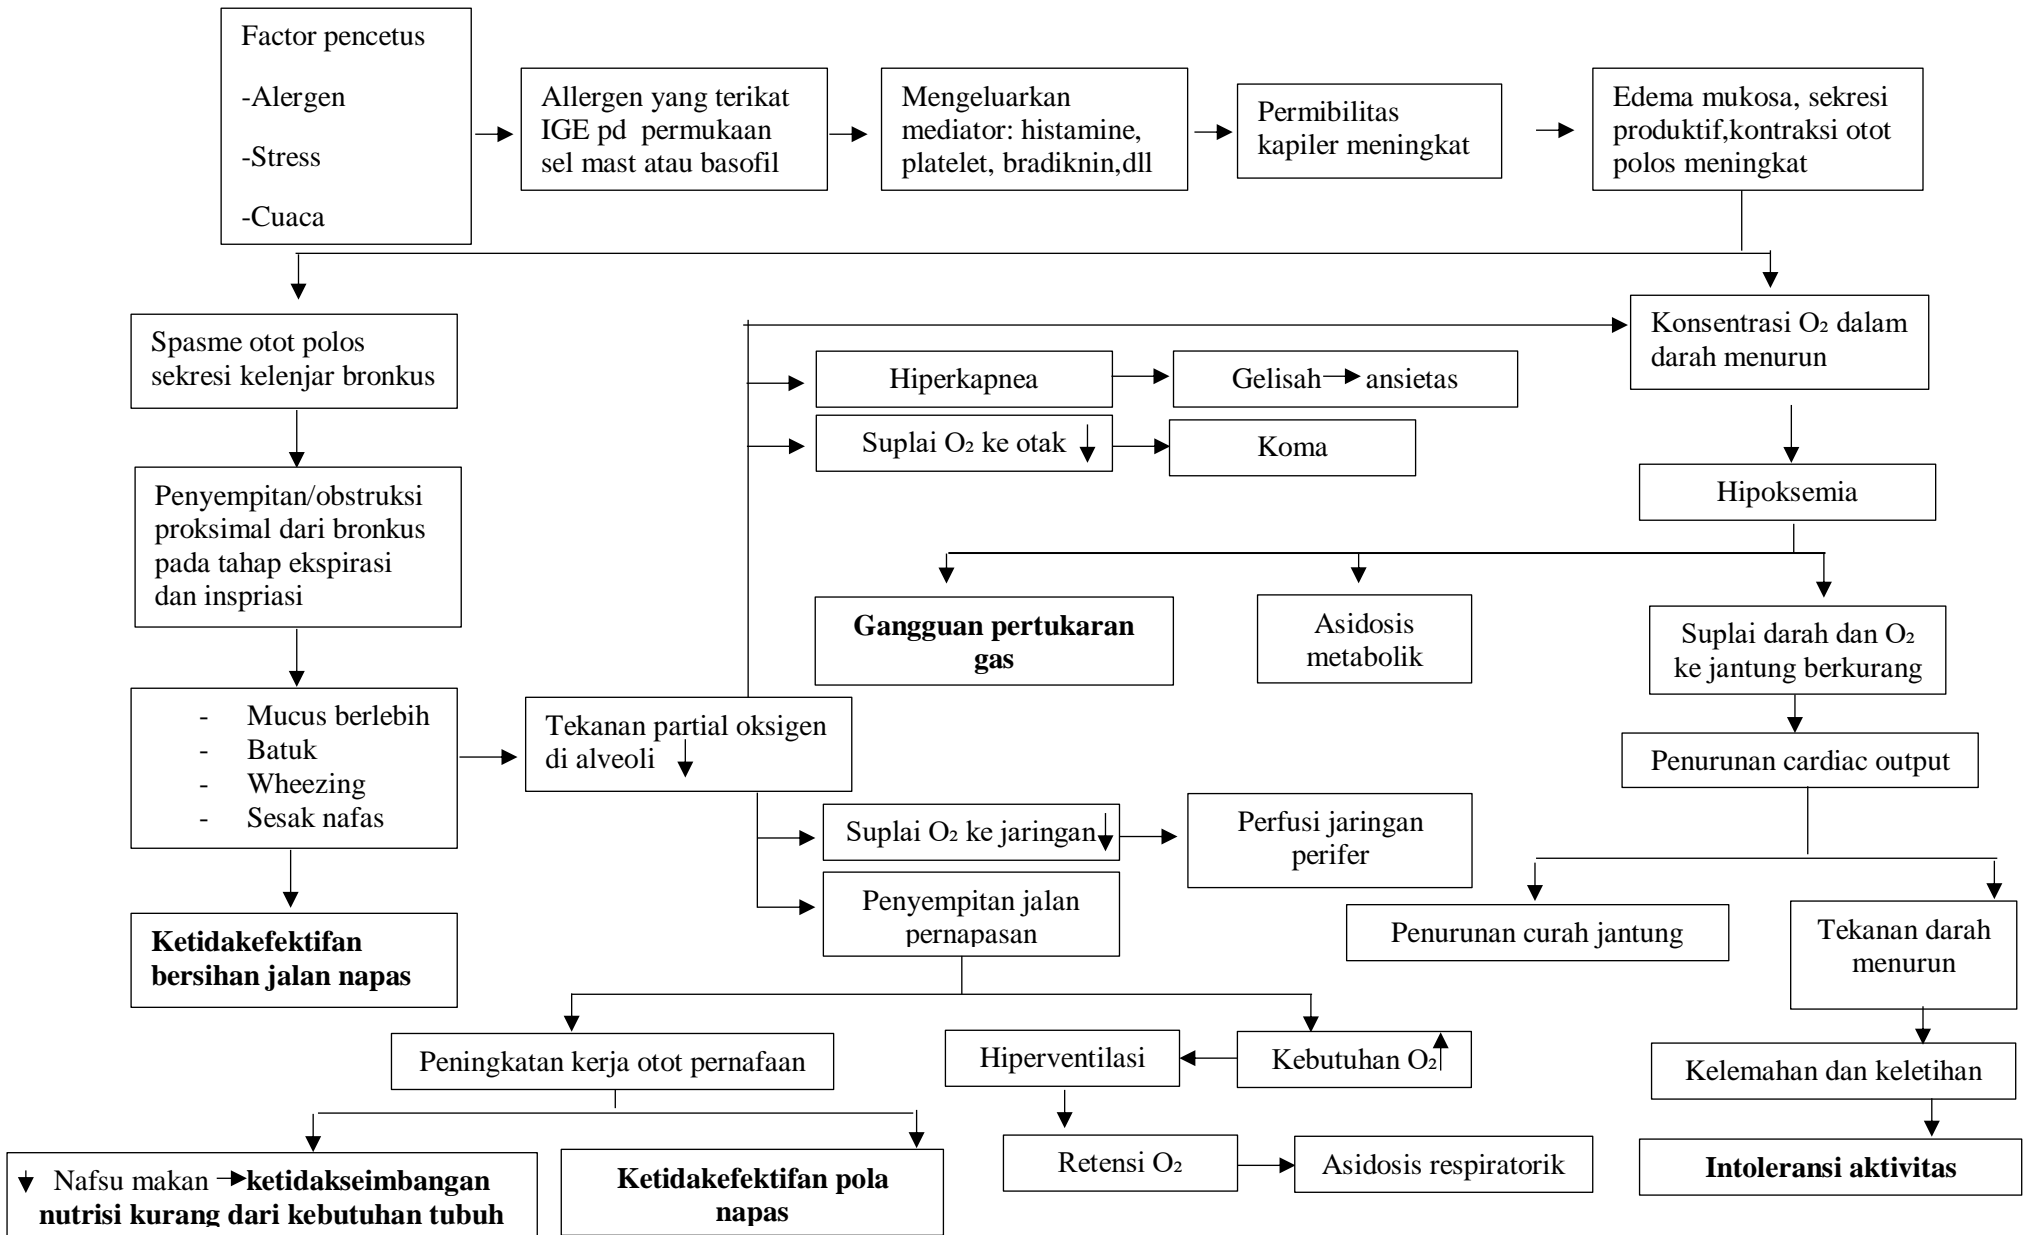 Factor pencetus
-Alergen
-Stress
-Cuaca
Allergen yang terikat
IGE pd permukaan
sel mast atau basofil
Mengeluarkan
mediator: histamine,
platelet, bradiknin,dll
Permibilitas
kapiler meningkat
Edema mukosa, sekresi
produktif,kontraksi otot
polos meningkat
Spasme otot polos
sekresi kelenjar bronkus
Konsentrasi O₂ dalam
darah menurun
Hiperkapnea
Gelisah → ansietas
Suplai O₂ ke otak ↓
Koma
Penyempitan/obstruksi
proksimal dari bronkus
pada tahap ekspirasi
dan inspriasi
Hipoksemia
Gangguan pertukaran
gas
Asidosis
metabolik
Suplai darah dan O₂
ke jantung berkurang
- Mucus berlebih
- Batuk
- Wheezing
- Sesak nafas
Tekanan partial oksigen
di alveoli ↓
Penurunan cardiac output
Suplai O₂ ke jaringan ↓
Perfusi jaringan
perifer
Penyempitan jalan
pernapasan
Ketidakefektifan
bersihan jalan napas
Penurunan curah jantung
Tekanan darah
menurun
Peningkatan kerja otot pernafaan
Hiperventilasi
Kebutuhan O₂ ↑
Kelemahan dan keletihan
↓ Nafsu makan → ketidakseimbangan
nutrisi kurang dari kebutuhan tubuh
Ketidakefektifan pola
napas
Retensi O₂
Asidosis respiratorik
Intoleransi aktivitas